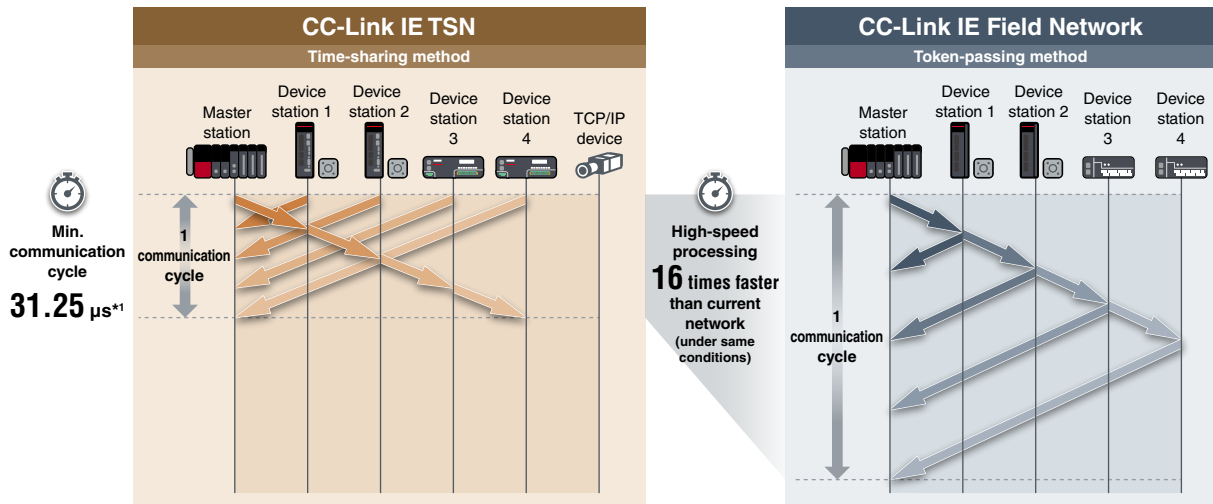 CC-Link IE TSN
Time-sharing method
Master
station
Device
station 1
Device
station 2
Device
station
3
Device
station
4
TCP/IP
device
Min.
communication
cycle
31.25 μs*1
1
communication
cycle
High-speed
processing
16 times faster
than current
network
(under same
conditions)
CC-Link IE Field Network
Token-passing method
Master
station
Device
station 1
Device
station 2
Device
station
3
Device
station
4
1
communication
cycle